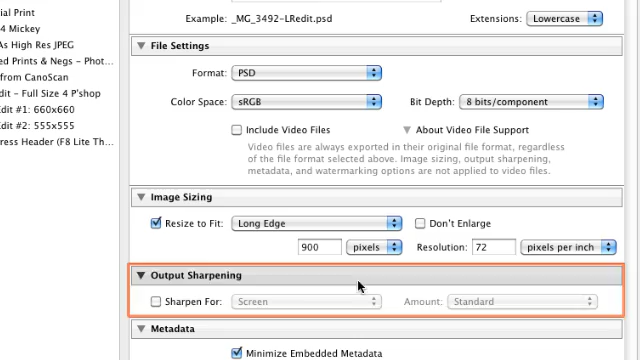 ial Print
4 Mickey
As High Res JPEG
ed Prints & Negs - Phot...
from CanoScan
dit - Full Size 4 P'shop
dit #1: 660x660
dit #2: 555x555
ress Header (F8 Lite Th...
Example: _MG_3492-LRedit.psd Extensions: Lowercase
File Settings
Format: PSD
Color Space: sRGB Bit Depth: 8 bits/component
Include Video Files About Video File Support
Video files are always exported in their original file format, regardless
of the file format selected above. Image sizing, output sharpening,
metadata, and watermarking options are not applied to video files.
Image Sizing
Resize to Fit: Long Edge Don't Enlarge
900 pixels Resolution: 72 pixels per inch
Output Sharpening
Sharpen For: Screen Amount: Standard
Metadata
Minimize Embedded Metadata